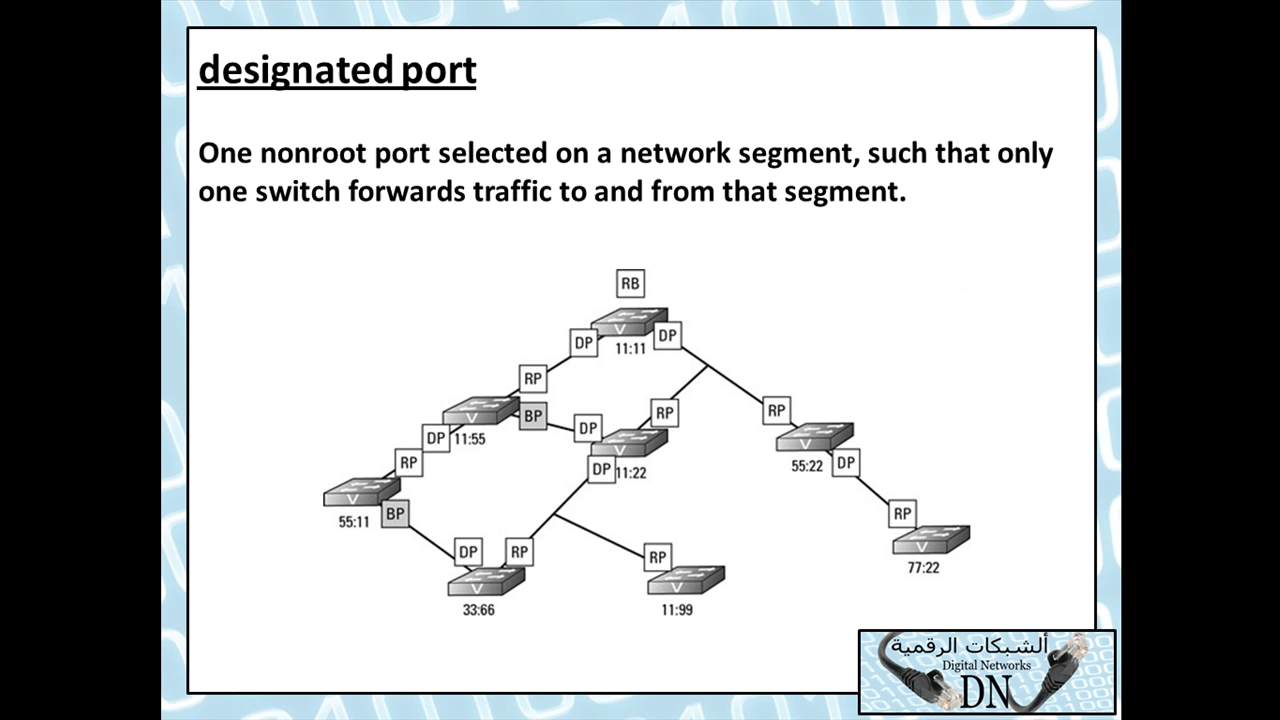 designated port
One nonroot port selected on a network segment, such that only
one switch forwards traffic to and from that segment.
RB
DP
11:11
DP
RP
BP
DP
RP
RP
DP
11:55
RP
DP
11:22
55:22
DP
55:11
BP
RP
DP
RP
RP
77:22
33:66
11:99
ألشبكات الرقمية
Digital Networks
DN